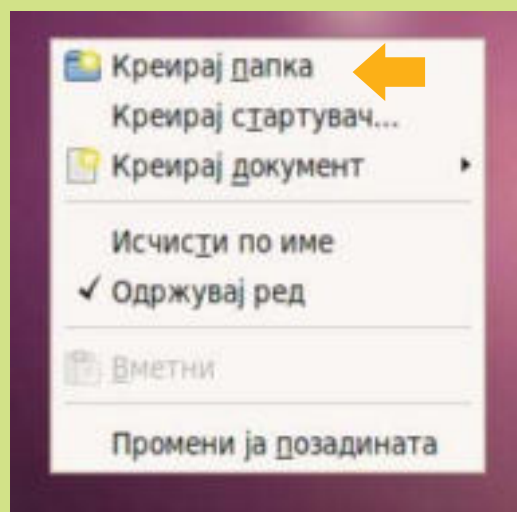 Креирај папка
Креирај стартувач...
Креирај документ
Исчисти по име
Одржувај ред
Вметни
Промени ја позадината